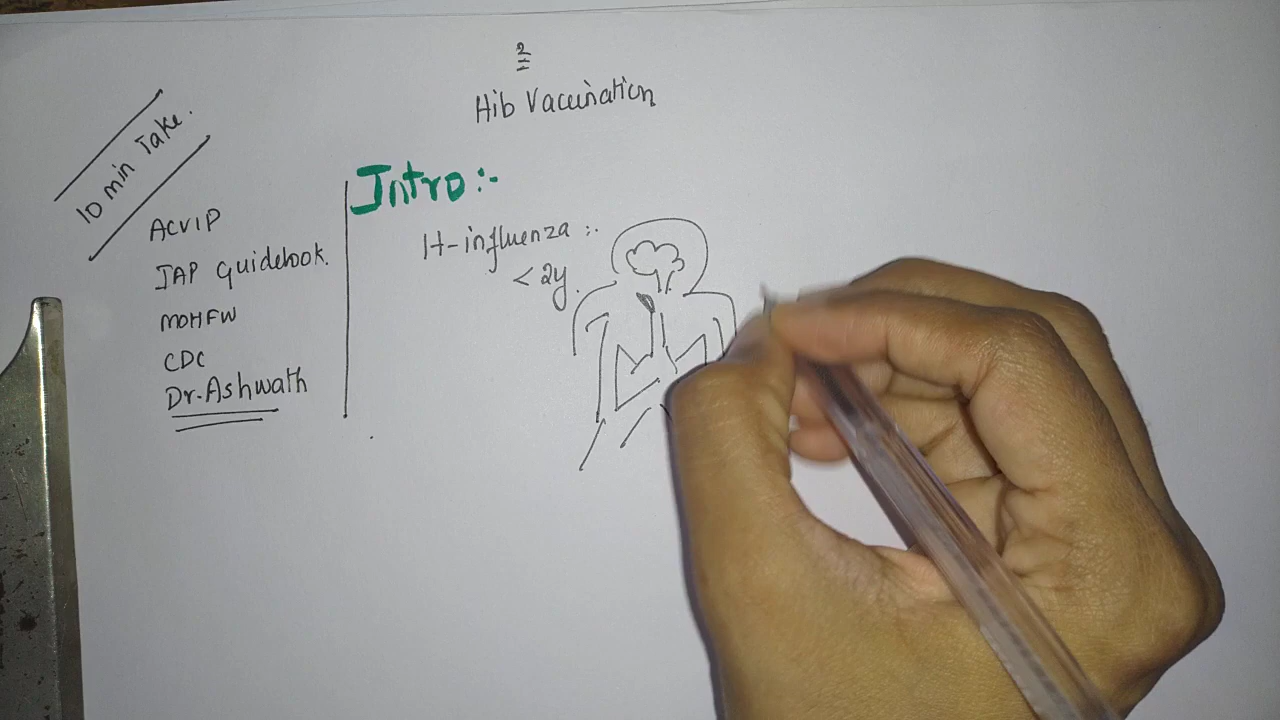 2
Hib Vaccination
10 min Take.
ACVIP
IAP Guidebook.
MOHFW
CDC
Dr. Ashwath
Intro :-
H-influenza :.
< 2y.